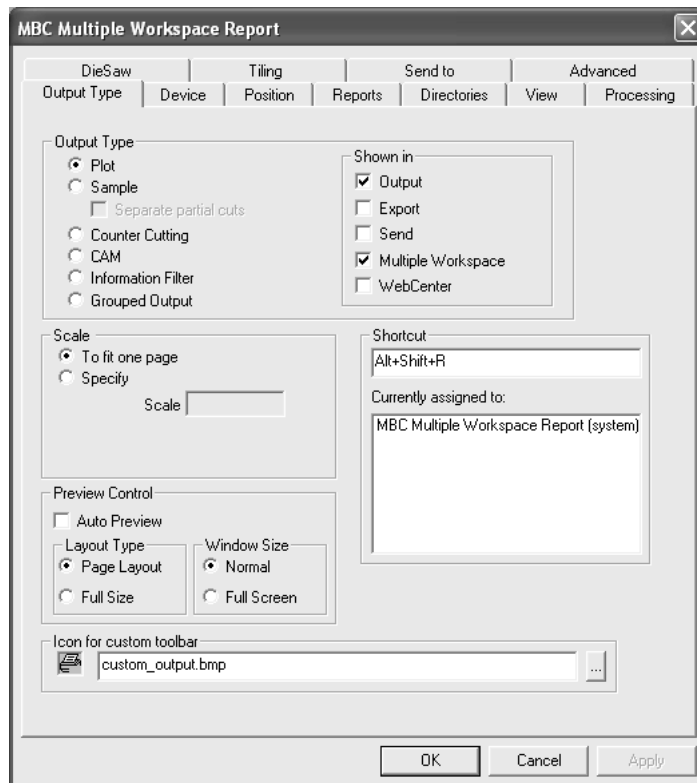 MBC Multiple Workspace Report
DieSaw Tiling Send to Advanced
Output Type Device Position Reports Directories View Processing
Output Type
Plot
Sample
Separate partial cuts
Counter Cutting
CAM
Information Filter
Grouped Output
Shown in
Output
Export
Send
Multiple Workspace
WebCenter
Scale
To fit one page
Specify
Scale
Shortcut
Alt+Shift+R
Currently assigned to:
MBC Multiple Workspace Report (system)
Preview Control
Auto Preview
Layout Type
Page Layout
Full Size
Window Size
Normal
Full Screen
Icon for custom toolbar
custom_output.bmp
...
OK Cancel Apply